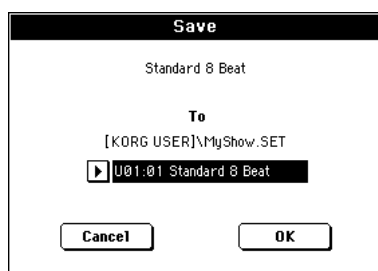 Save
Standard 8 Beat
To
[KORG USER]\MyShow.SET
U01:01 Standard 8 Beat
Cancel OK